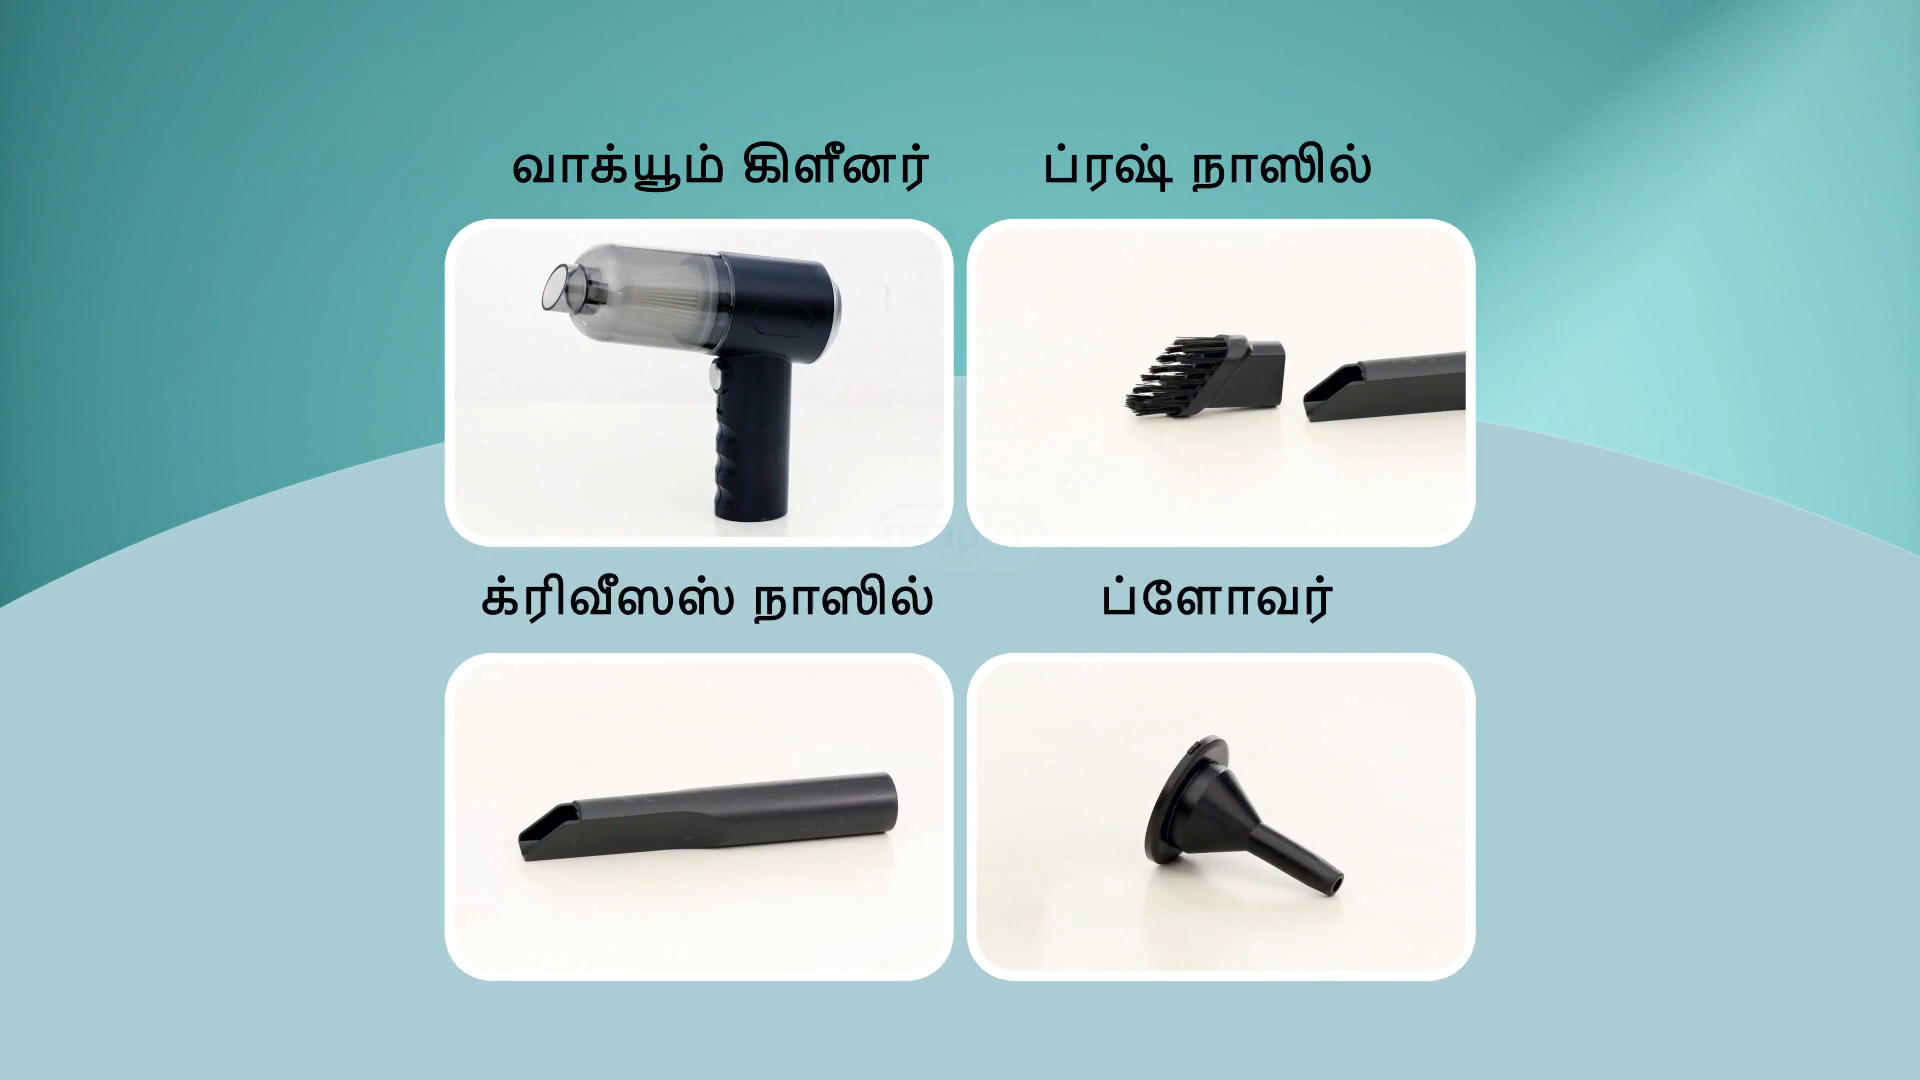 வாக்யூம் கிளீனர்
ப்ரஷ் நாஸில்
க்ரிவீஸஸ் நாஸில்
ப்ளோவர்